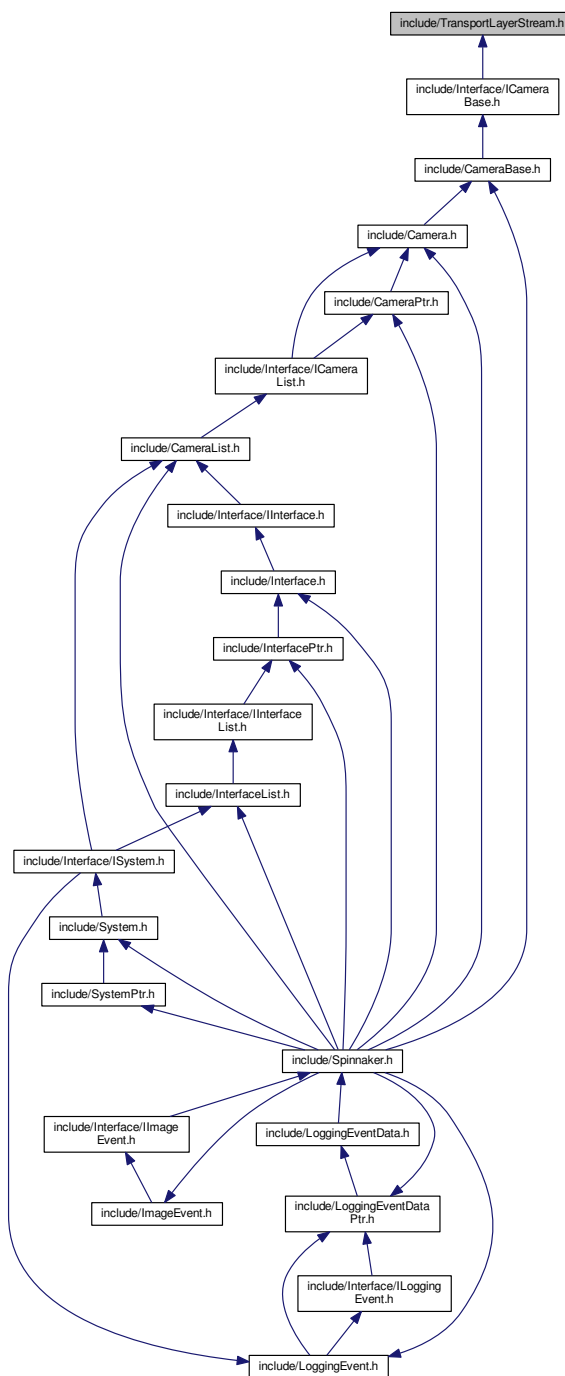 include/TransportLayerStream.h
include/Interface/ICamera
Base.h
include/CameraBase.h
include/Camera.h
include/CameraPtr.h
include/Interface/ICamera
List.h
include/CameraList.h
include/Interface/IInterface.h
include/Interface.h
include/InterfacePtr.h
include/Interface/IInterface
List.h
include/InterfaceList.h
include/Interface/ISystem.h
include/System.h
include/SystemPtr.h
include/Spinnaker.h
include/Interface/IImage
Event.h
include/LoggingEventData.h
include/ImageEvent.h
include/LoggingEventData
Ptr.h
include/Interface/ILogging
Event.h
include/LoggingEvent.h